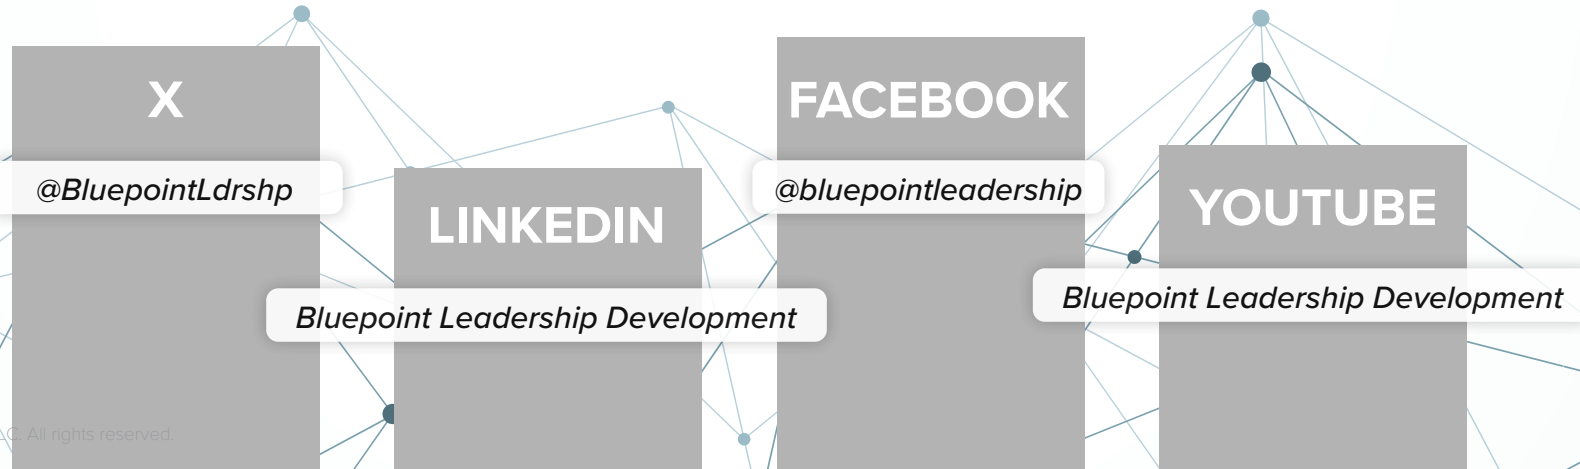 X
@BluepointLdrshp
LINKEDIN
Bluepoint Leadership Development
FACEBOOK
@bluepointleadership
YOUTUBE
Bluepoint Leadership Development
All rights reserved.